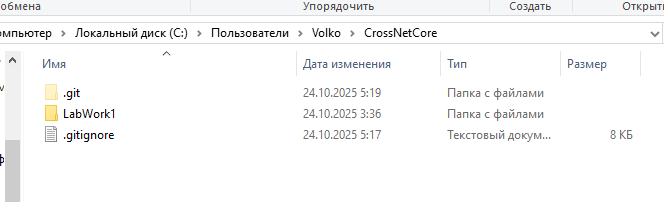 обмена Упорядочить Создать Открыт
омпьютер > Локальный диск (C:) > Пользователи > Volko > CrossNetCore
Имя Дата изменения Тип Размер
.git 24.10.2025 5:19 Папка с файлами
LabWork1 24.10.2025 3:36 Папка с файлами
.gitignore 24.10.2025 5:17 Текстовый докум... 8 КБ